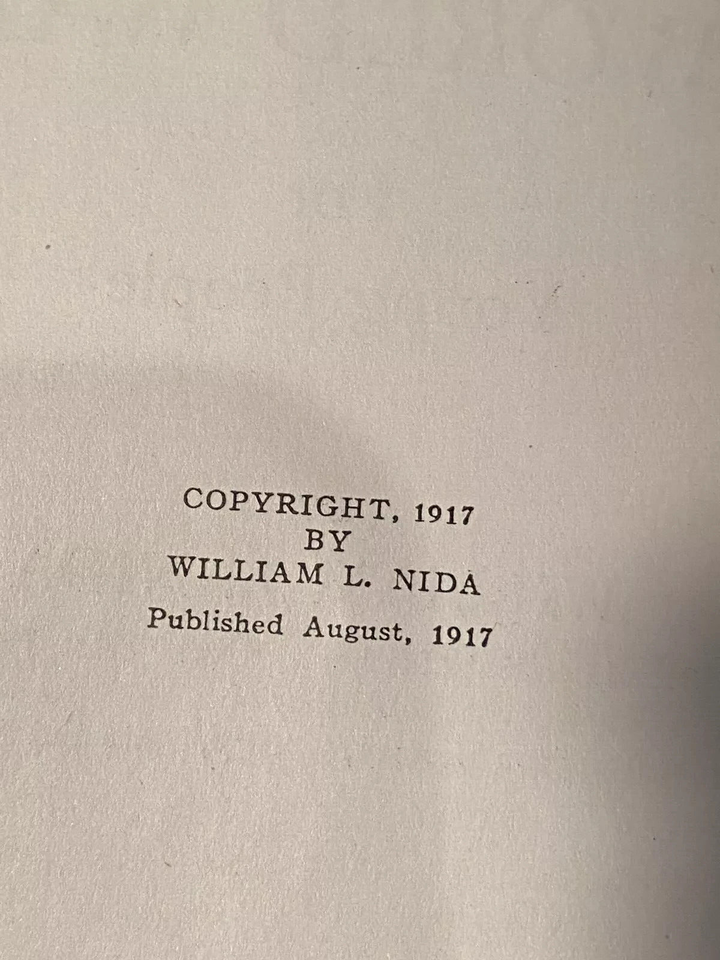 COPYRIGHT, 1917
BY
WILLIAM L. NIDA
Published August, 1917